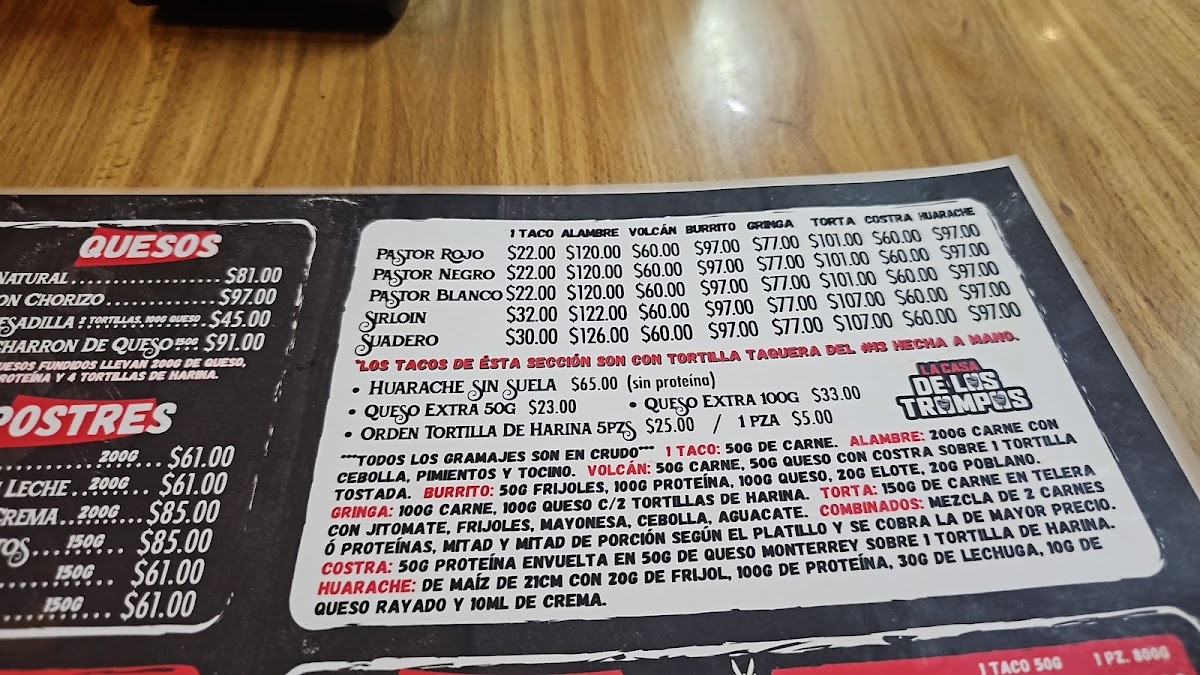 QUESOS
NATURAL $81.00
ON CHORIZO $97.00
ESADILLA 2 TORTILLAS, 100G QUESO $45.00
CHARRON DE QUESO 150G $91.00
UESOS FUNDIDOS LLEVAN 200G DE QUESO,
PROTEÍNA Y 4 TORTILLAS DE HARINA.
POSTRES
200G $61.00
LECHE 200G $61.00
CREMA 200G $85.00
TOS 150G $85.00
150G $61.00
150G $61.00
1 TACO ALAMBRE VOLCÁN BURRITO GRINGA TORTA COSTRA HUARACHE
PASTOR ROJO $22.00 $120.00 $60.00 $97.00 $77.00 $101.00 $60.00 $97.00
PASTOR NEGRO $22.00 $120.00 $60.00 $97.00 $77.00 $101.00 $60.00 $97.00
PASTOR BLANCO $22.00 $120.00 $60.00 $97.00 $77.00 $101.00 $60.00 $97.00
SIRLOIN $32.00 $122.00 $60.00 $97.00 $77.00 $107.00 $60.00 $97.00
SUADERO $30.00 $126.00 $60.00 $97.00 $77.00 $107.00 $60.00 $97.00
*LOS TACOS DE ÉSTA SECCIÓN SON CON TORTILLA TAQUERA DEL #13 HECHA A MANO.
• HUARACHE SIN SUELA $65.00 (sin proteína)
• QUESO EXTRA 50G $23.00 • QUESO EXTRA 100G $33.00
• ORDEN TORTILLA DE HARINA 5PZS $25.00 / 1 PZA $5.00
LA CASA
DE LOS
TROMPOS
***TODOS LOS GRAMAJES SON EN CRUDO*** 1 TACO: 50G DE CARNE. ALAMBRE: 200G CARNE CON
CEBOLLA, PIMIENTOS Y TOCINO. VOLCÁN: 50G CARNE, 50G QUESO CON COSTRA SOBRE 1 TORTILLA
TOSTADA. BURRITO: 50G FRIJOLES, 100G PROTEÍNA, 100G QUESO, 20G ELOTE, 20G POBLANO.
GRINGA: 100G CARNE, 100G QUESO C/2 TORTILLAS DE HARINA. TORTA: 150G DE CARNE EN TELERA
CON JITOMATE, FRIJOLES, MAYONESA, CEBOLLA, AGUACATE. COMBINADOS: MEZCLA DE 2 CARNES
Ó PROTEÍNAS, MITAD Y MITAD DE PORCIÓN SEGÚN EL PLATILLO Y SE COBRA LA DE MAYOR PRECIO.
COSTRA: 50G PROTEÍNA ENVUELTA EN 50G DE QUESO MONTERREY SOBRE 1 TORTILLA DE HARINA.
HUARACHE: DE MAÍZ DE 21CM CON 20G DE FRIJOL, 100G DE PROTEÍNA, 30G DE LECHUGA, 10G DE
QUESO RAYADO Y 10ML DE CREMA.
1 TACO 50G 1 PZ. 800G